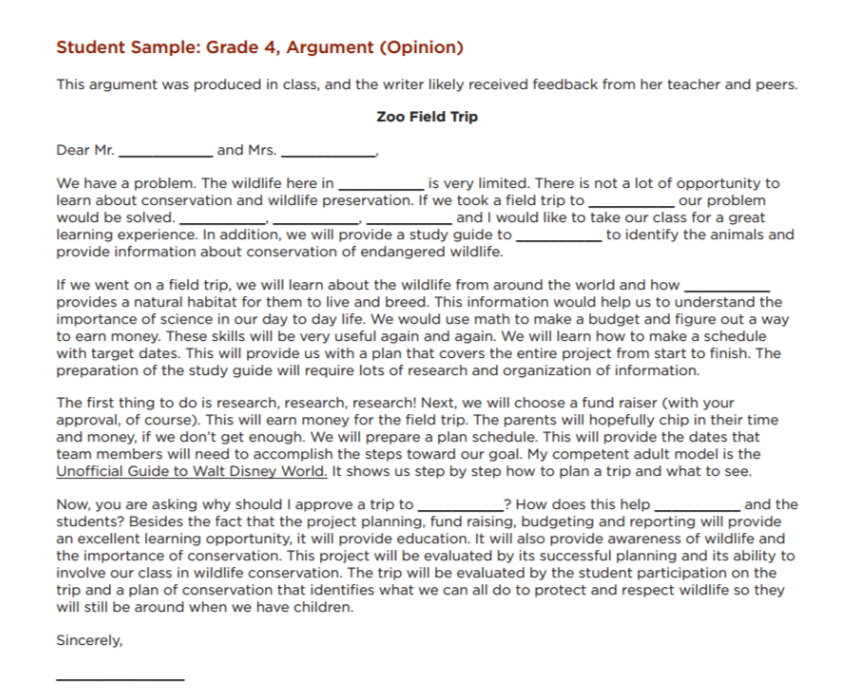 Student Sample: Grade 4, Argument (Opinion)
This argument was produced in class, and the writer likely received feedback from her teacher and peers.
Zoo Field Trip
Dear Mr. ____________ and Mrs. ____________,
We have a problem. The wildlife here in ___________ is very limited. There is not a lot of opportunity to
learn about conservation and wildlife preservation. If we took a field trip to ___________ our problem
would be solved. ___________, ___________, ___________ and I would like to take our class for a great
learning experience. In addition, we will provide a study guide to ___________ to identify the animals and
provide information about conservation of endangered wildlife.
If we went on a field trip, we will learn about the wildlife from around the world and how ___________
provides a natural habitat for them to live and breed. This information would help us to understand the
importance of science in our day to day life. We would use math to make a budget and figure out a way
to earn money. These skills will be very useful again and again. We will learn how to make a schedule
with target dates. This will provide us with a plan that covers the entire project from start to finish. The
preparation of the study guide will require lots of research and organization of information.
The first thing to do is research, research, research! Next, we will choose a fund raiser (with your
approval, of course). This will earn money for the field trip. The parents will hopefully chip in their time
and money, if we don't get enough. We will prepare a plan schedule. This will provide the dates that
team members will need to accomplish the steps toward our goal. My competent adult model is the
Unofficial Guide to Walt Disney World. It shows us step by step how to plan a trip and what to see.
Now, you are asking why should I approve a trip to ___________? How does this help ___________ and the
students? Besides the fact that the project planning, fund raising, budgeting and reporting will provide
an excellent learning opportunity, it will provide education. It will also provide awareness of wildlife and
the importance of conservation. This project will be evaluated by its successful planning and its ability to
involve our class in wildlife conservation. The trip will be evaluated by the student participation on the
trip and a plan of conservation that identifies what we can all do to protect and respect wildlife so they
will still be around when we have children.
Sincerely,
________________